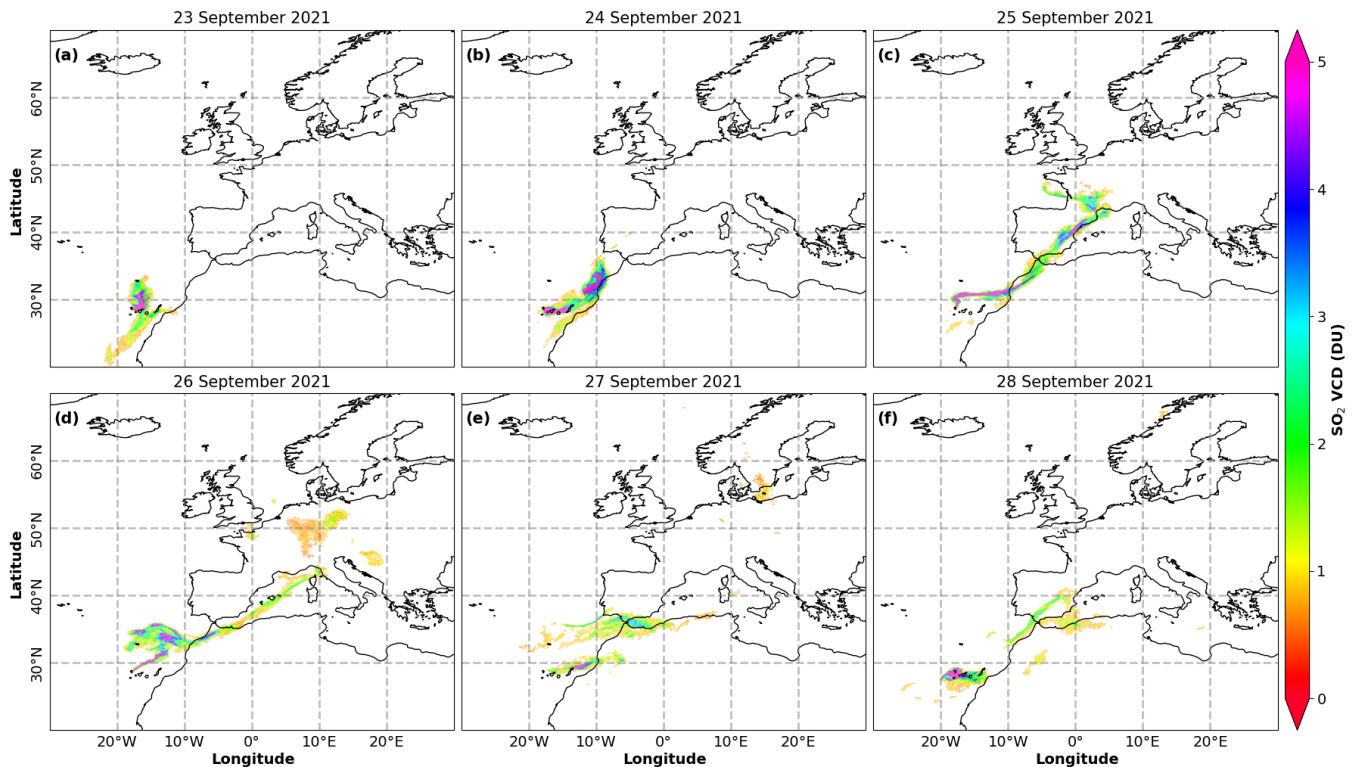 23 September 2021
24 September 2021
25 September 2021
(a)
(b)
(c)
60°N
50°N
40°N
30°N
Latitude
26 September 2021
27 September 2021
28 September 2021
(d)
(e)
(f)
60°N
50°N
40°N
30°N
Latitude
20°W 10°W 0° 10°E 20°E
20°W 10°W 0° 10°E 20°E
20°W 10°W 0° 10°E 20°E
Longitude
Longitude
Longitude
5
4
3
2
1
0
SO₂ VCD (DU)